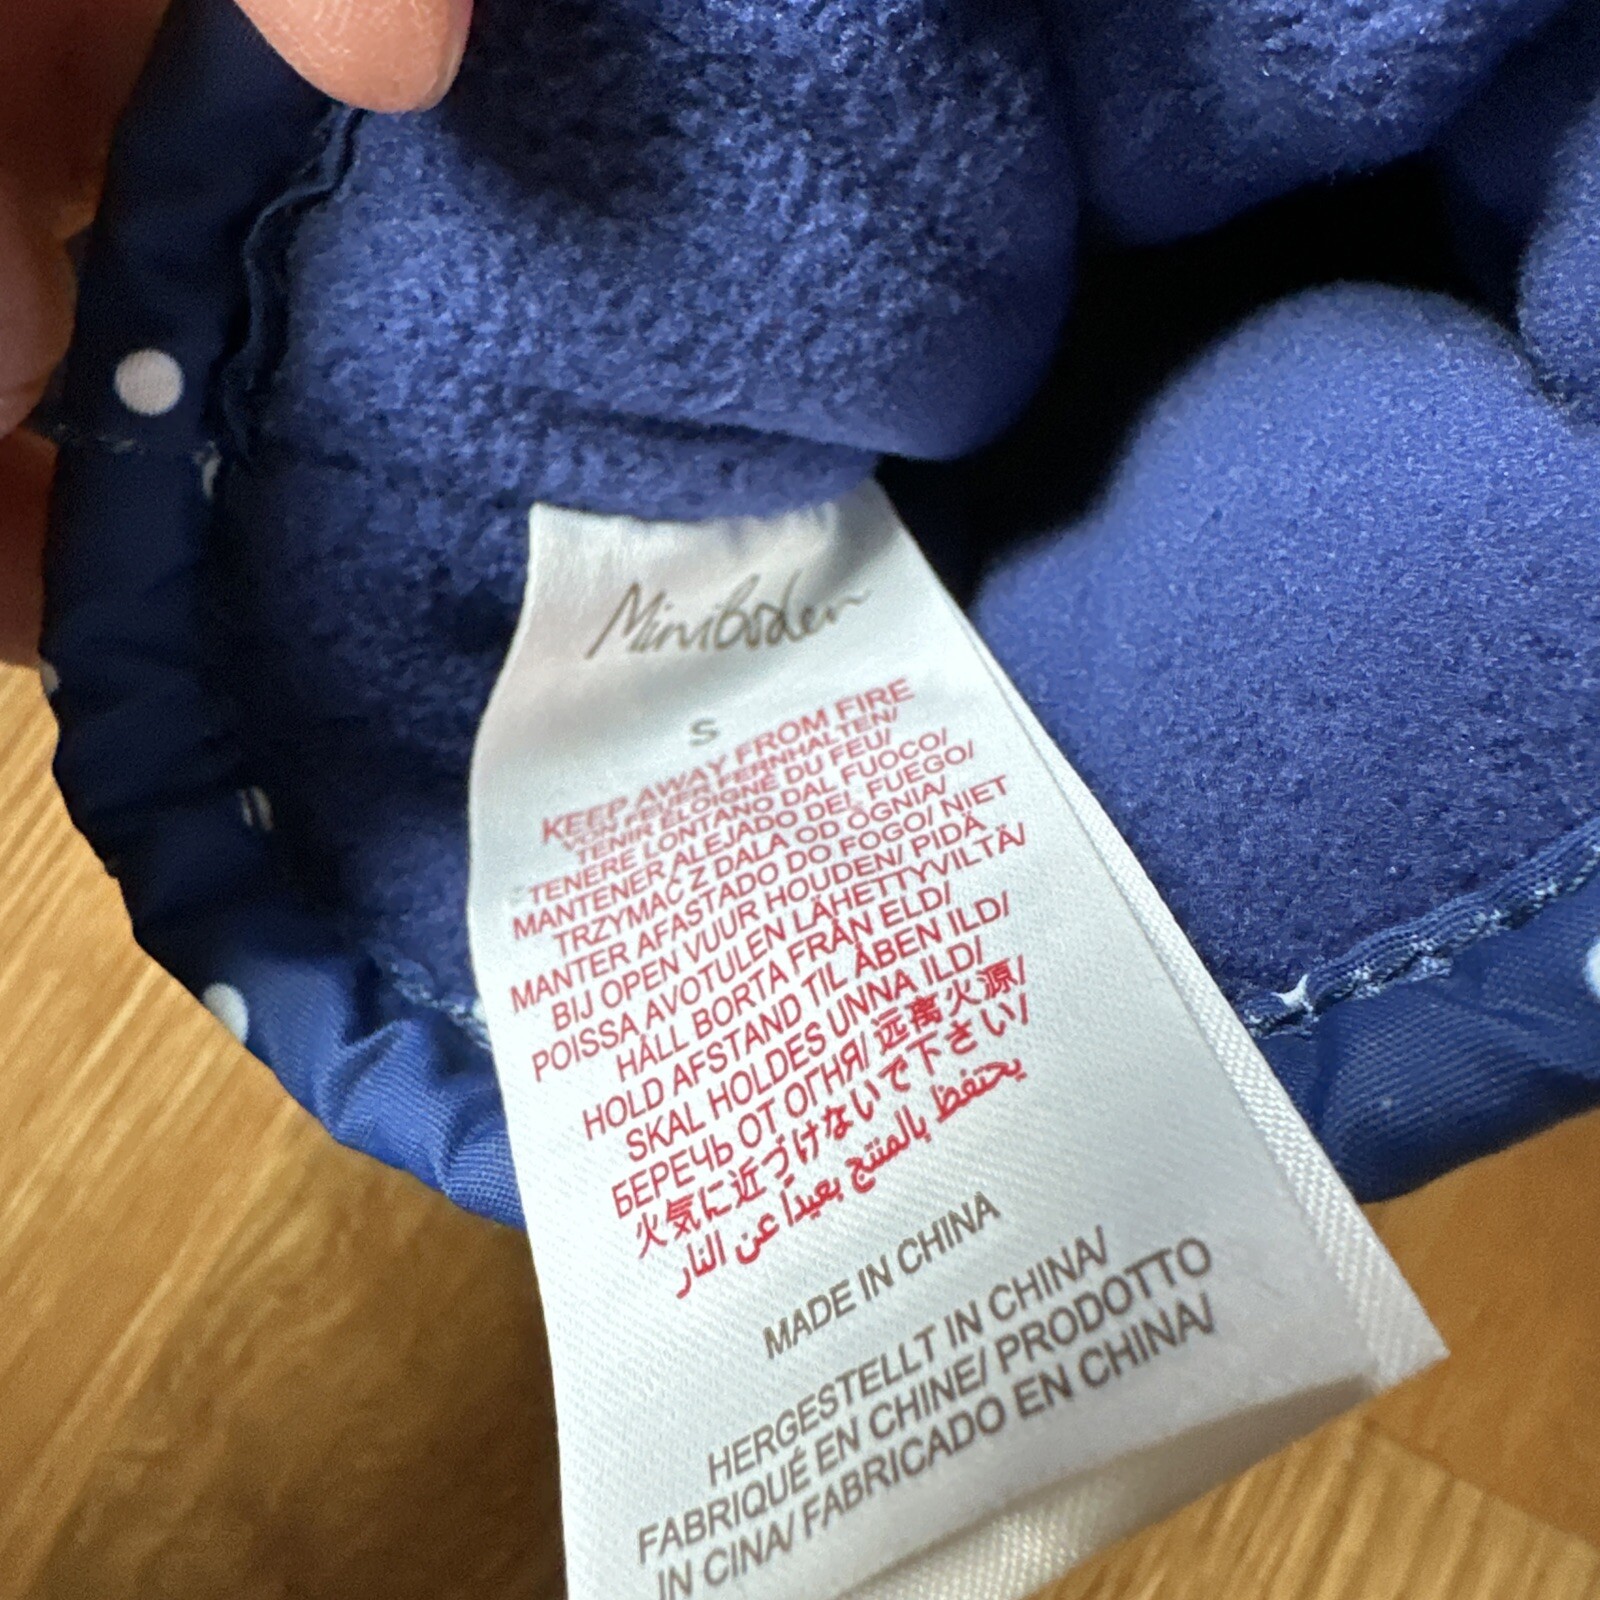 MiniBoden
S
KEEP AWAY FROM FIRE
VON FEUER FERNHALTEN/
TENIR ÉLOIGNÉ DU FEU/
TENERE LONTANO DAL FUOCO/
MANTENER ALEJADO DEL FUEGO/
TRZYMAĆ Z DALA OD OGNIA/
MANTER AFASTADO DO FOGO/ NIET
BIJ OPEN VUUR HOUDEN/ PIDÄ
POISSA AVOTULEN LÄHETTYVILTÄ/
HÅLL BORTA FRÅN ELD/
HOLD AFSTAND TIL ÅBEN ILD/
SKAL HOLDES UNNA ILD/
БЕРЕЧЬ ОТ ОГНЯ/ 远离火源/
火気に近づけないで下さい/
يحتفظ بالمنتج بعيداً عن النار
MADE IN CHINA
HERGESTELLT IN CHINA/
FABRIQUÉ EN CHINE/ PRODOTTO
IN CINA/ FABRICADO EN CHINA/